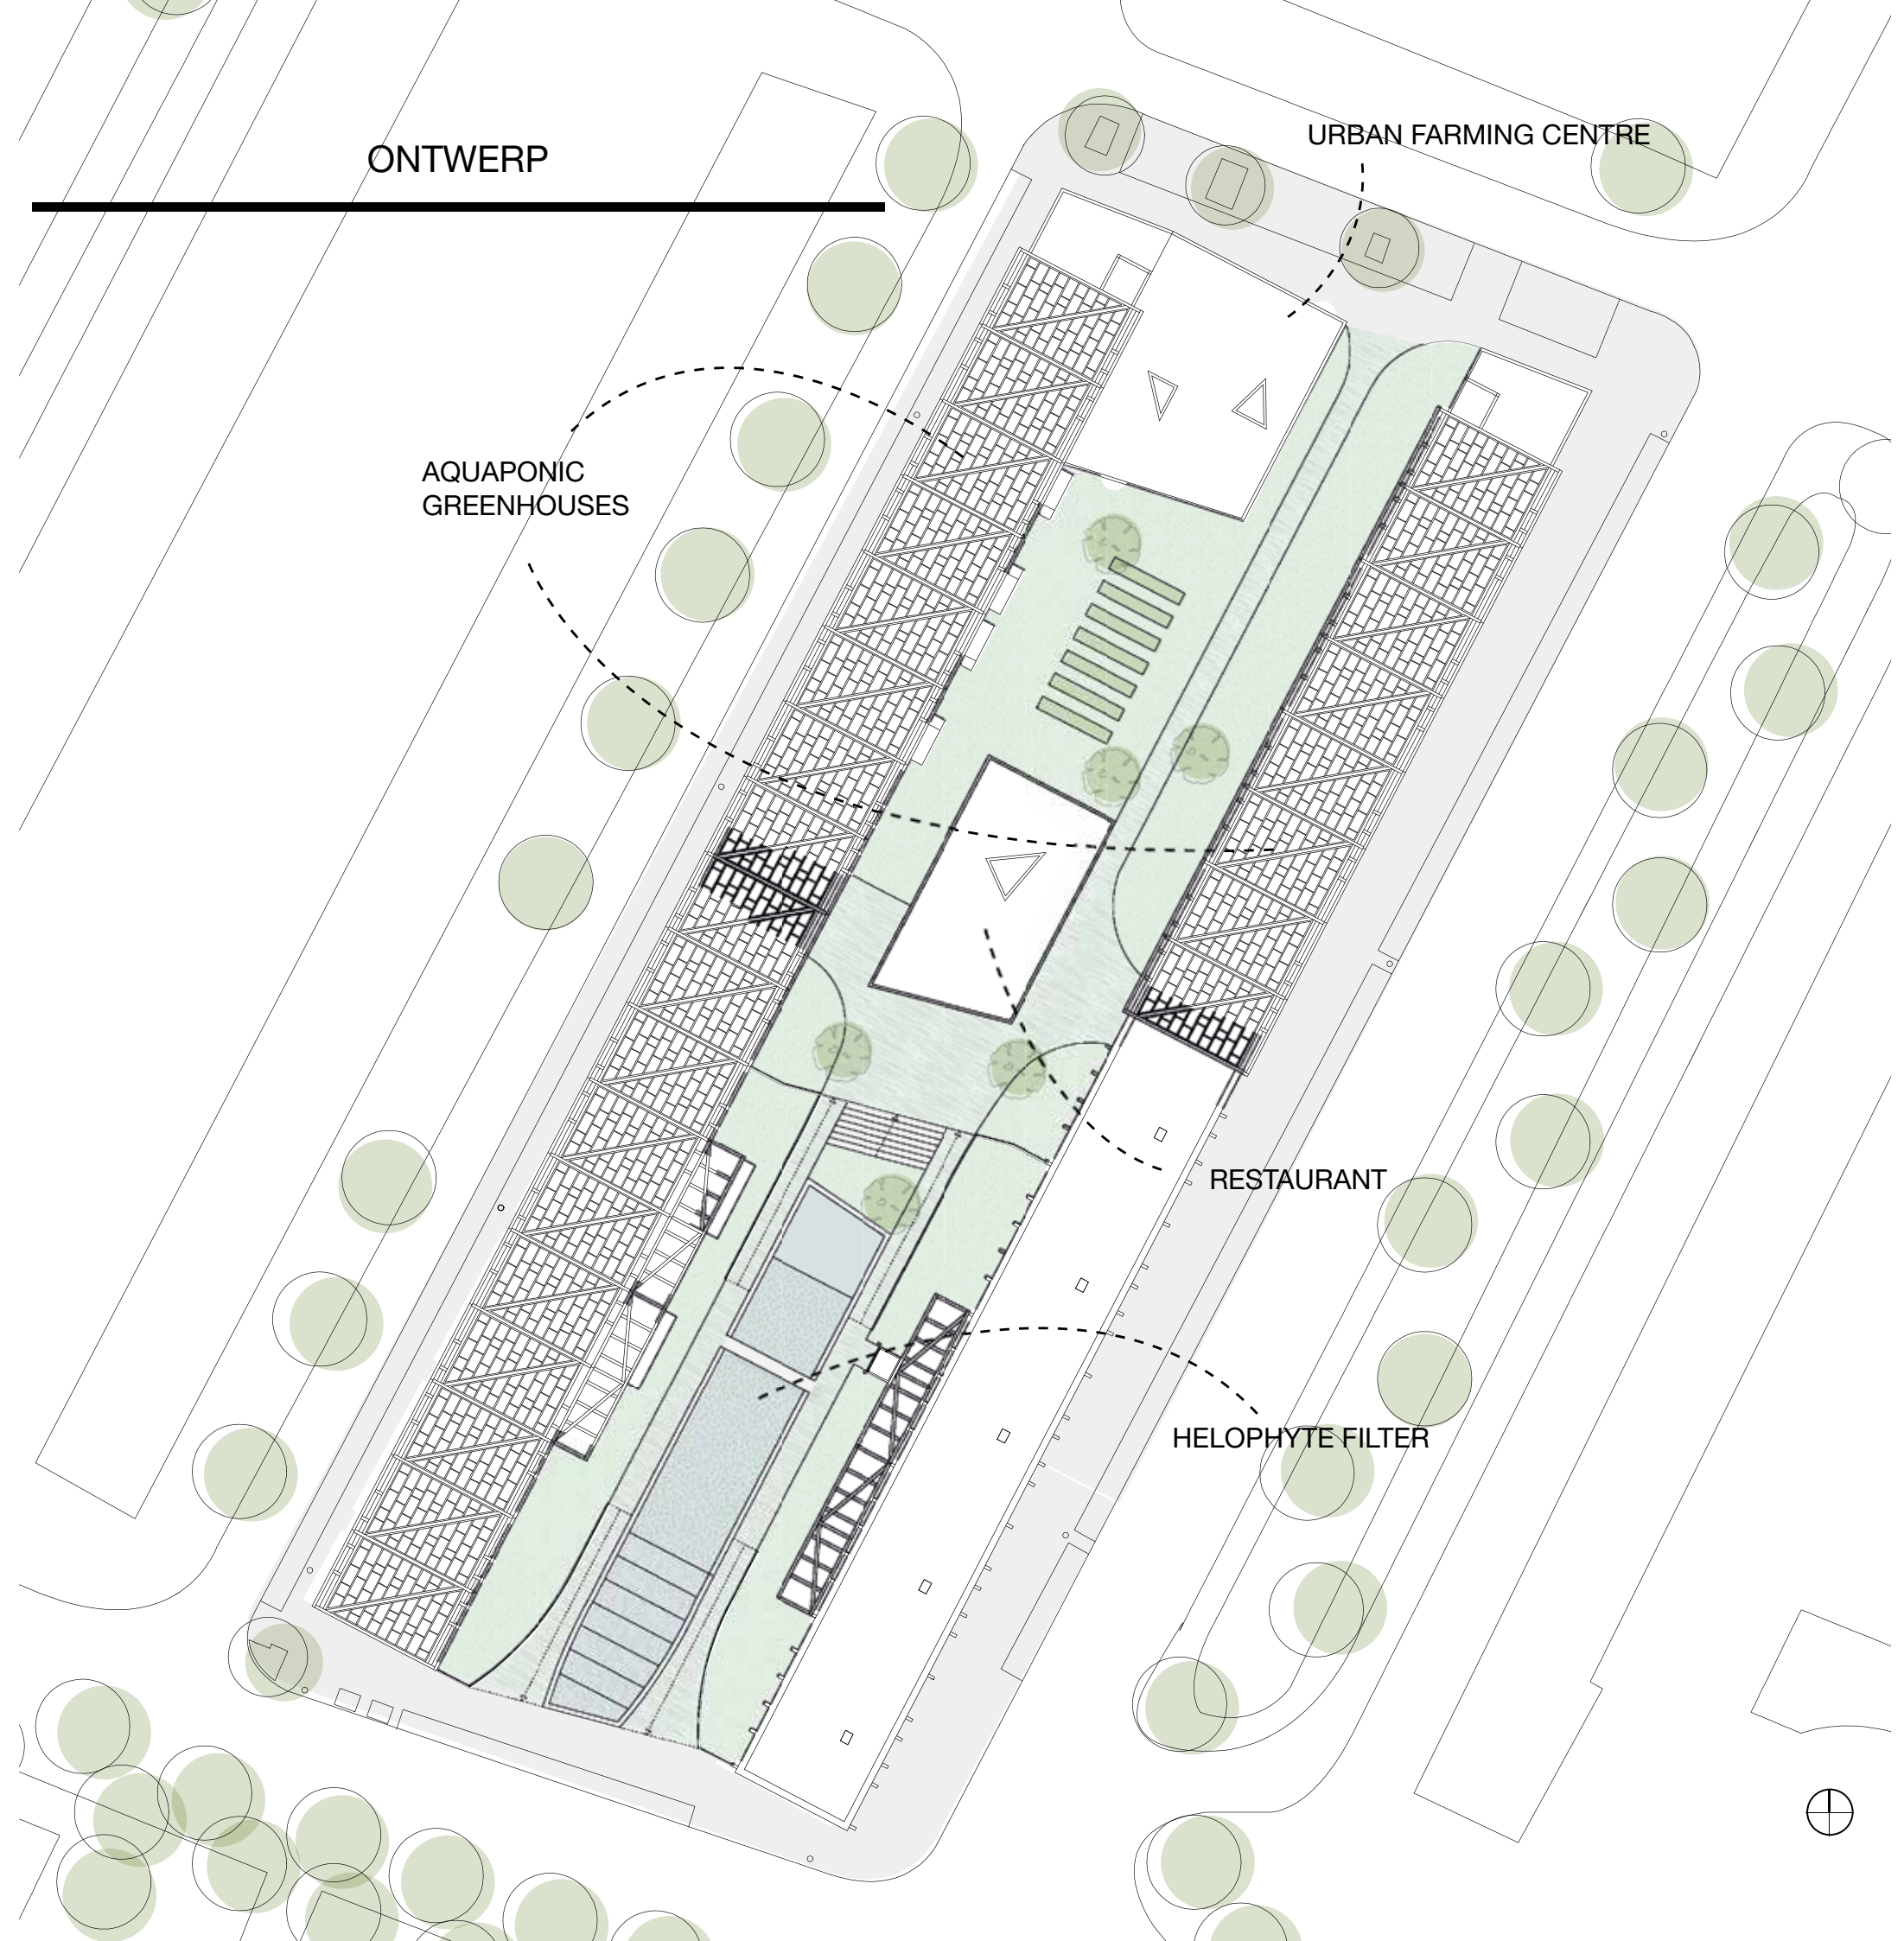 ONTWERP
URBAN FARMING CENTRE
AQUAPONIC
GREENHOUSES
RESTAURANT
HELOPHYTE FILTER